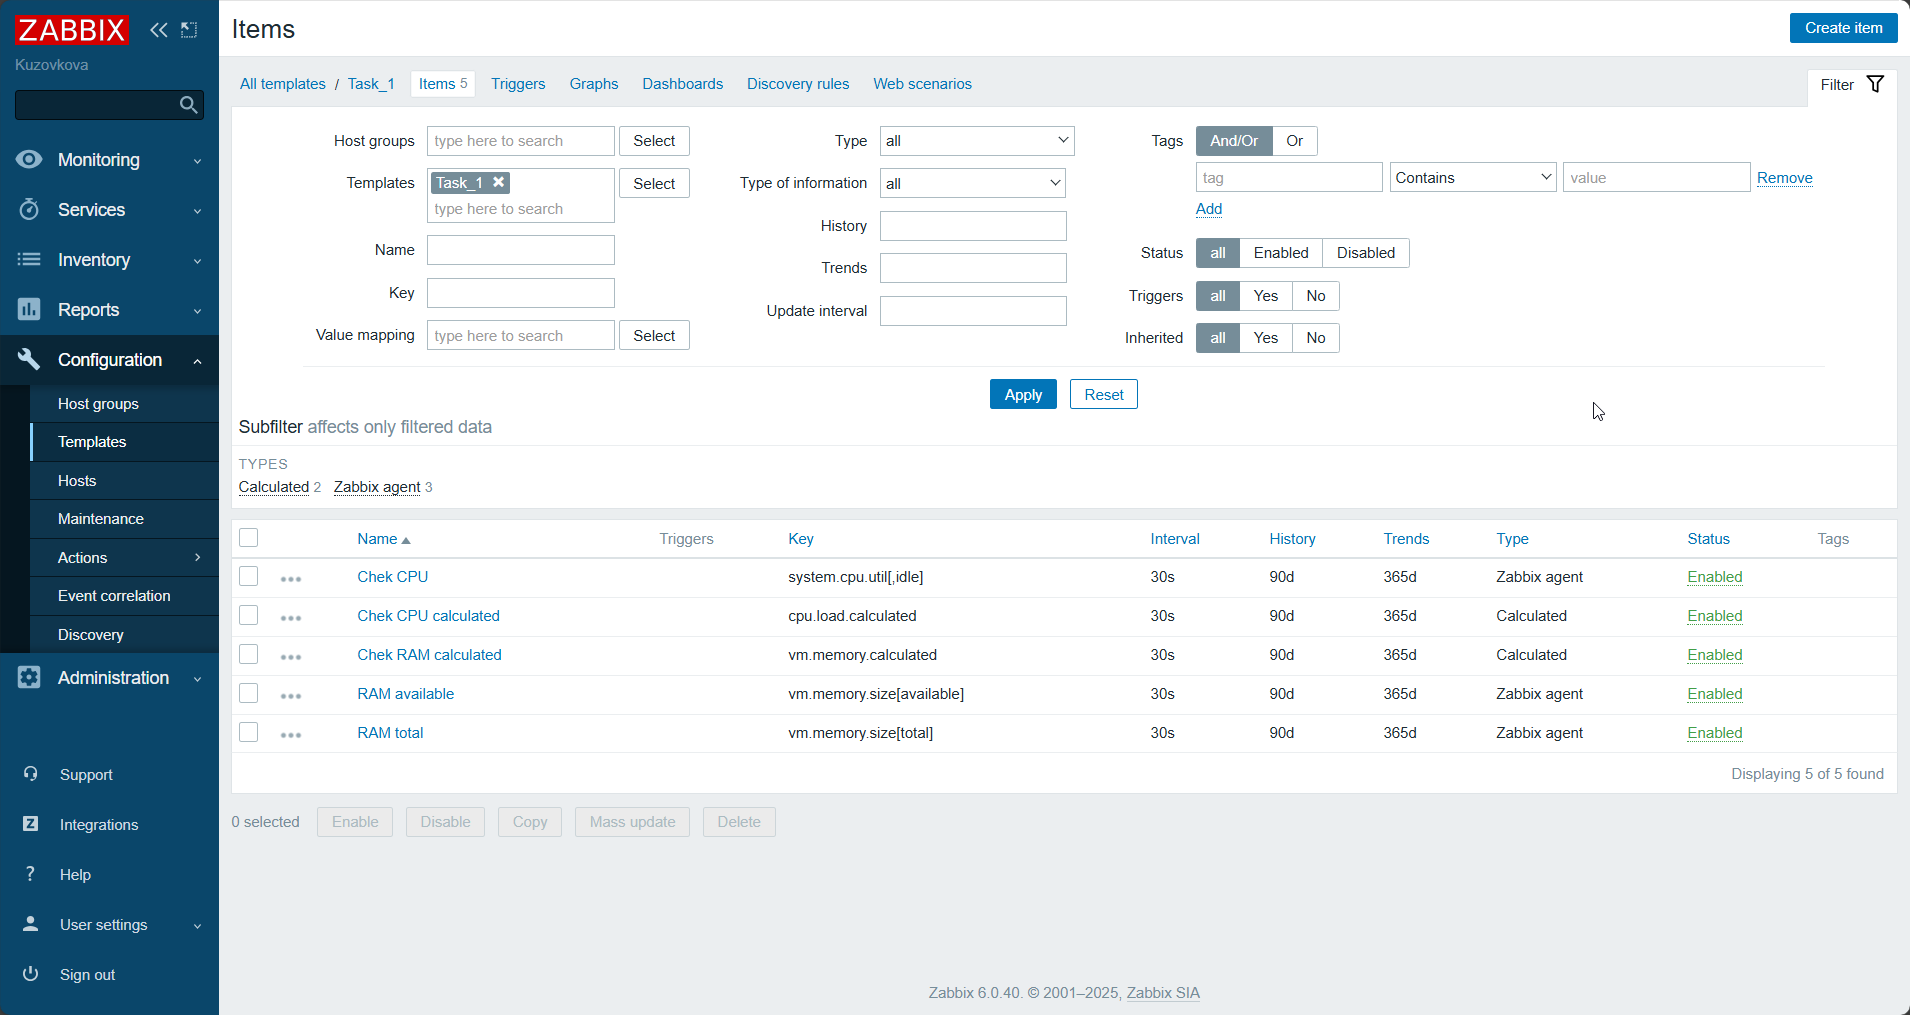 ZABBIX
Kuzovkova
Monitoring
Services
Inventory
Reports
Configuration
Host groups
Templates
Hosts
Maintenance
Actions
Event correlation
Discovery
Administration
Support
Integrations
Help
User settings
Sign out
Items
Create item
All templates / Task_1 Items 5 Triggers Graphs Dashboards Discovery rules Web scenarios
Filter
Host groups type here to search Select
Templates Task_1 Select
type here to search
Name
Key
Value mapping type here to search Select
Type all
Type of information all
History
Trends
Update interval
Tags And/Or Or
tag Contains value Remove
Add
Status all Enabled Disabled
Triggers all Yes No
Inherited all Yes No
Apply Reset
Subfilter affects only filtered data
TYPES
Calculated 2 Zabbix agent 3
Name Triggers Key Interval History Trends Type Status Tags
Chek CPU system.cpu.util[,idle] 30s 90d 365d Zabbix agent Enabled
Chek CPU calculated cpu.load.calculated 30s 90d 365d Calculated Enabled
Chek RAM calculated vm.memory.calculated 30s 90d 365d Calculated Enabled
RAM available vm.memory.size[available] 30s 90d 365d Zabbix agent Enabled
RAM total vm.memory.size[total] 30s 90d 365d Zabbix agent Enabled
Displaying 5 of 5 found
0 selected Enable Disable Copy Mass update Delete
Zabbix 6.0.40. © 2001–2025, Zabbix SIA